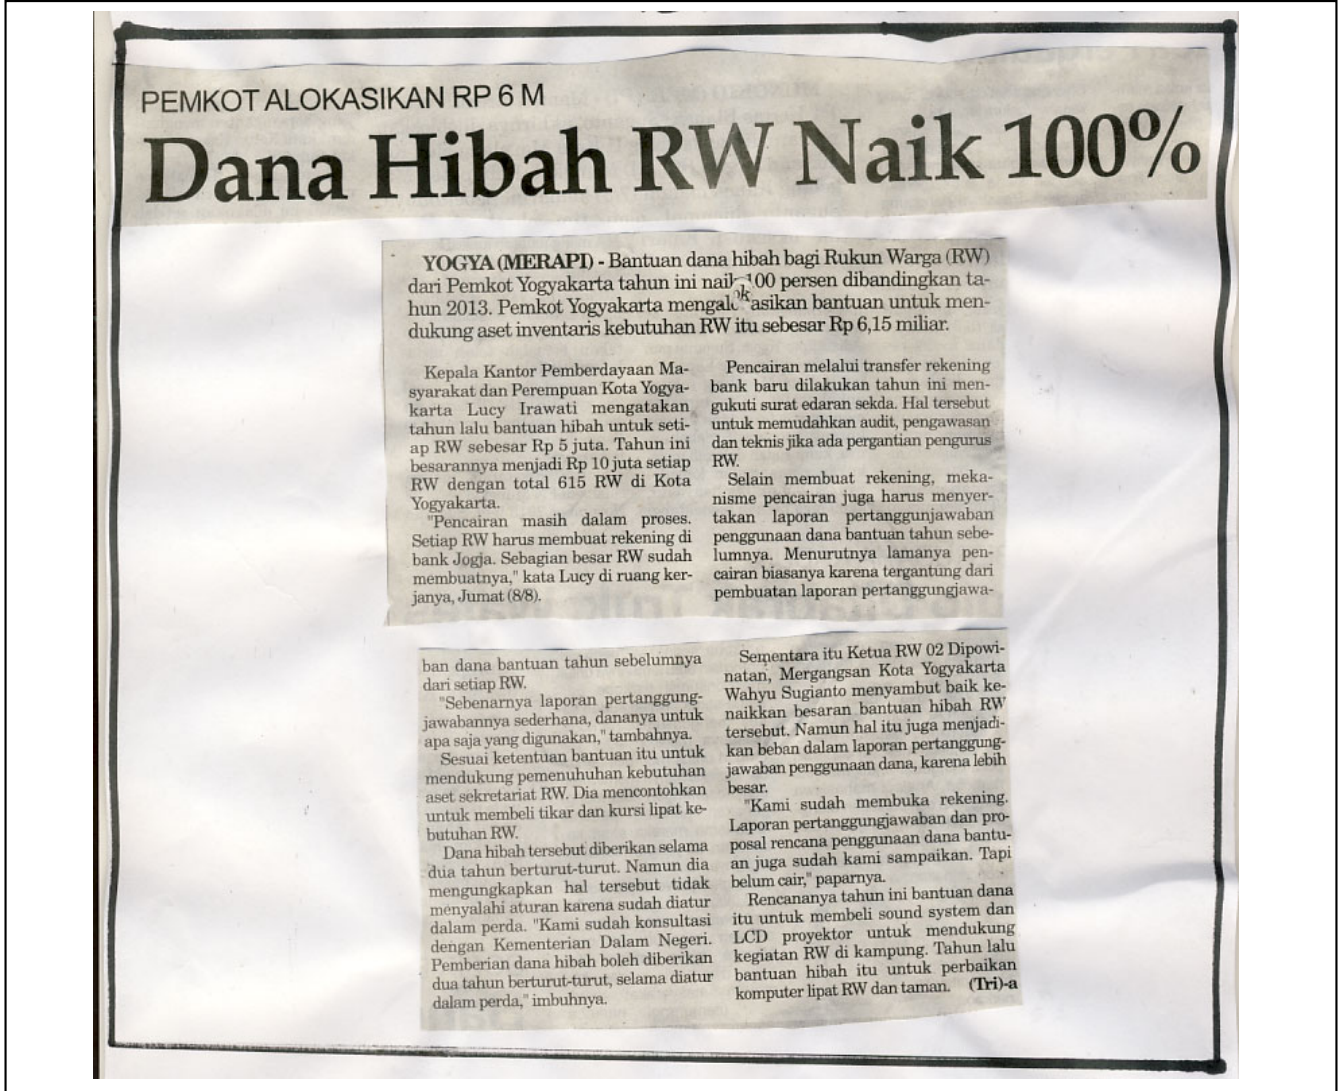 PEMKOT ALOKASIKAN RP 6 M
Dana Hibah RW Naik 100%
YOGYA (MERAPI) - Bantuan dana hibah bagi Rukun Warga (RW)
dari Pemkot Yogyakarta tahun ini naik 100 persen dibandingkan ta-
hun 2013. Pemkot Yogyakarta mengalokasikan bantuan untuk men-
dukung aset inventaris kebutuhan RW itu sebesar Rp 6,15 miliar.
Kepala Kantor Pemberdayaan Ma-
syarakat dan Perempuan Kota Yogya-
karta Lucy Irawati mengatakan
tahun lalu bantuan hibah untuk seti-
ap RW sebesar Rp 5 juta. Tahun ini
besarannya menjadi Rp 10 juta setiap
RW dengan total 615 RW di Kota
Yogyakarta.
"Pencairan masih dalam proses.
Setiap RW harus membuat rekening di
bank Jogja. Sebagian besar RW sudah
membuatnya," kata Lucy di ruang ker-
janya, Jumat (8/8).
Pencairan melalui transfer rekening
bank baru dilakukan tahun ini men-
gukuti surat edaran sekda. Hal tersebut
untuk memudahkan audit, pengawasan
dan teknis jika ada pergantian pengurus
RW.
Selain membuat rekening, meka-
nisme pencairan juga harus menyer-
takan laporan pertanggunjawaban
penggunaan dana bantuan tahun sebe-
lumnya. Menurutnya lamanya pen-
cairan biasanya karena tergantung dari
pembuatan laporan pertanggungjawa-
ban dana bantuan tahun sebelumnya
dari setiap RW.
"Sebenarnya laporan pertanggung-
jawabannya sederhana, dananya untuk
apa saja yang digunakan," tambahnya.
Sesuai ketentuan bantuan itu untuk
mendukung pemenuhuhan kebutuhan
aset sekretariat RW. Dia mencontohkan
untuk membeli tikar dan kursi lipat ke-
butuhan RW.
Dana hibah tersebut diberikan selama
dua tahun berturut-turut. Namun dia
mengungkapkan hal tersebut tidak
menyalahi aturan karena sudah diatur
dalam perda. "Kami sudah konsultasi
dengan Kementerian Dalam Negeri.
Pemberian dana hibah boleh diberikan
dua tahun berturut-turut, selama diatur
dalam perda," imbuhnya.
Sementara itu Ketua RW 02 Dipowi-
natan, Mergangsan Kota Yogyakarta
Wahyu Sugianto menyambut baik ke-
naikkan besaran bantuan hibah RW
tersebut. Namun hal itu juga menjadi-
kan beban dalam laporan pertanggung-
jawaban penggunaan dana, karena lebih
besar.
"Kami sudah membuka rekening.
Laporan pertanggungjawaban dan pro-
posal rencana penggunaan dana bantu-
an juga sudah kami sampaikan. Tapi
belum cair," paparnya.
Rencananya tahun ini bantuan dana
itu untuk membeli sound system dan
LCD proyektor untuk mendukung
kegiatan RW di kampung. Tahun lalu
bantuan hibah itu untuk perbaikan
komputer lipat RW dan taman. (Tri)-a